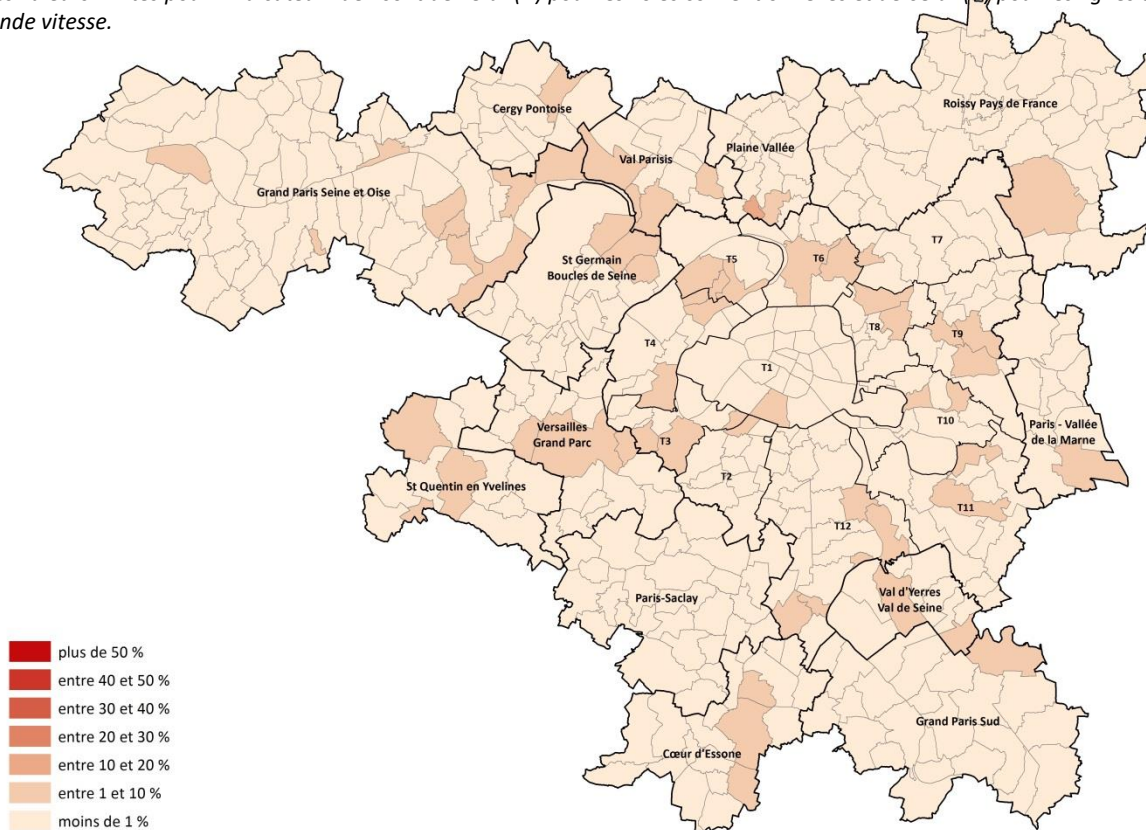 nde vitesse.
Cergy Pontoise
Roissy Pays de France
Val Parisis
Plaine Vallée
Grand Paris Seine et Oise
T7
T5
T6
St Germain
Boucles de Seine
T8
T9
T4
T1
Versailles
Grand Parc
T3
T10
Paris - Vallée
de la Marne
T2
St Quentin en Yvelines
T11
T12
Paris-Saclay
Val d'Yerres
Val de Seine
Grand Paris Sud
Cœur d'Essone
plus de 50 %
entre 40 et 50 %
entre 30 et 40 %
entre 20 et 30 %
entre 10 et 20 %
entre 1 et 10 %
moins de 1 %